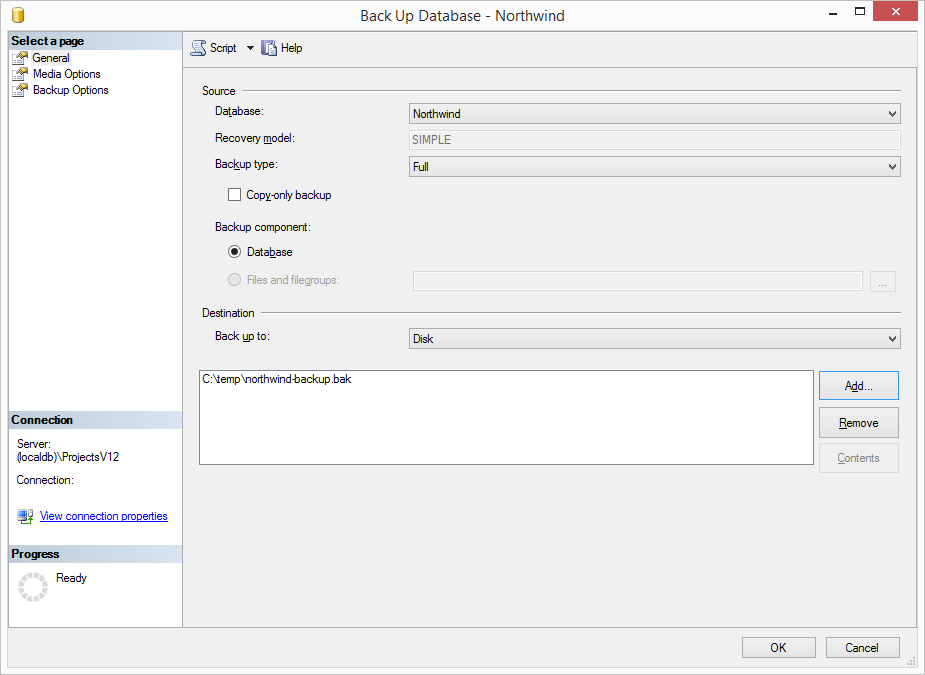 Back Up Database - Northwind
Select a page
General
Media Options
Backup Options
Script
Help
Source
Database:
Northwind
Recovery model:
SIMPLE
Backup type:
Full
Copy-only backup
Backup component:
Database
Files and filegroups:
...
Destination
Back up to:
Disk
C:\temp\northwind-backup.bak
Add...
Remove
Contents
Connection
Server:
(localdb)\ProjectsV12
Connection:
View connection properties
Progress
Ready
OK
Cancel